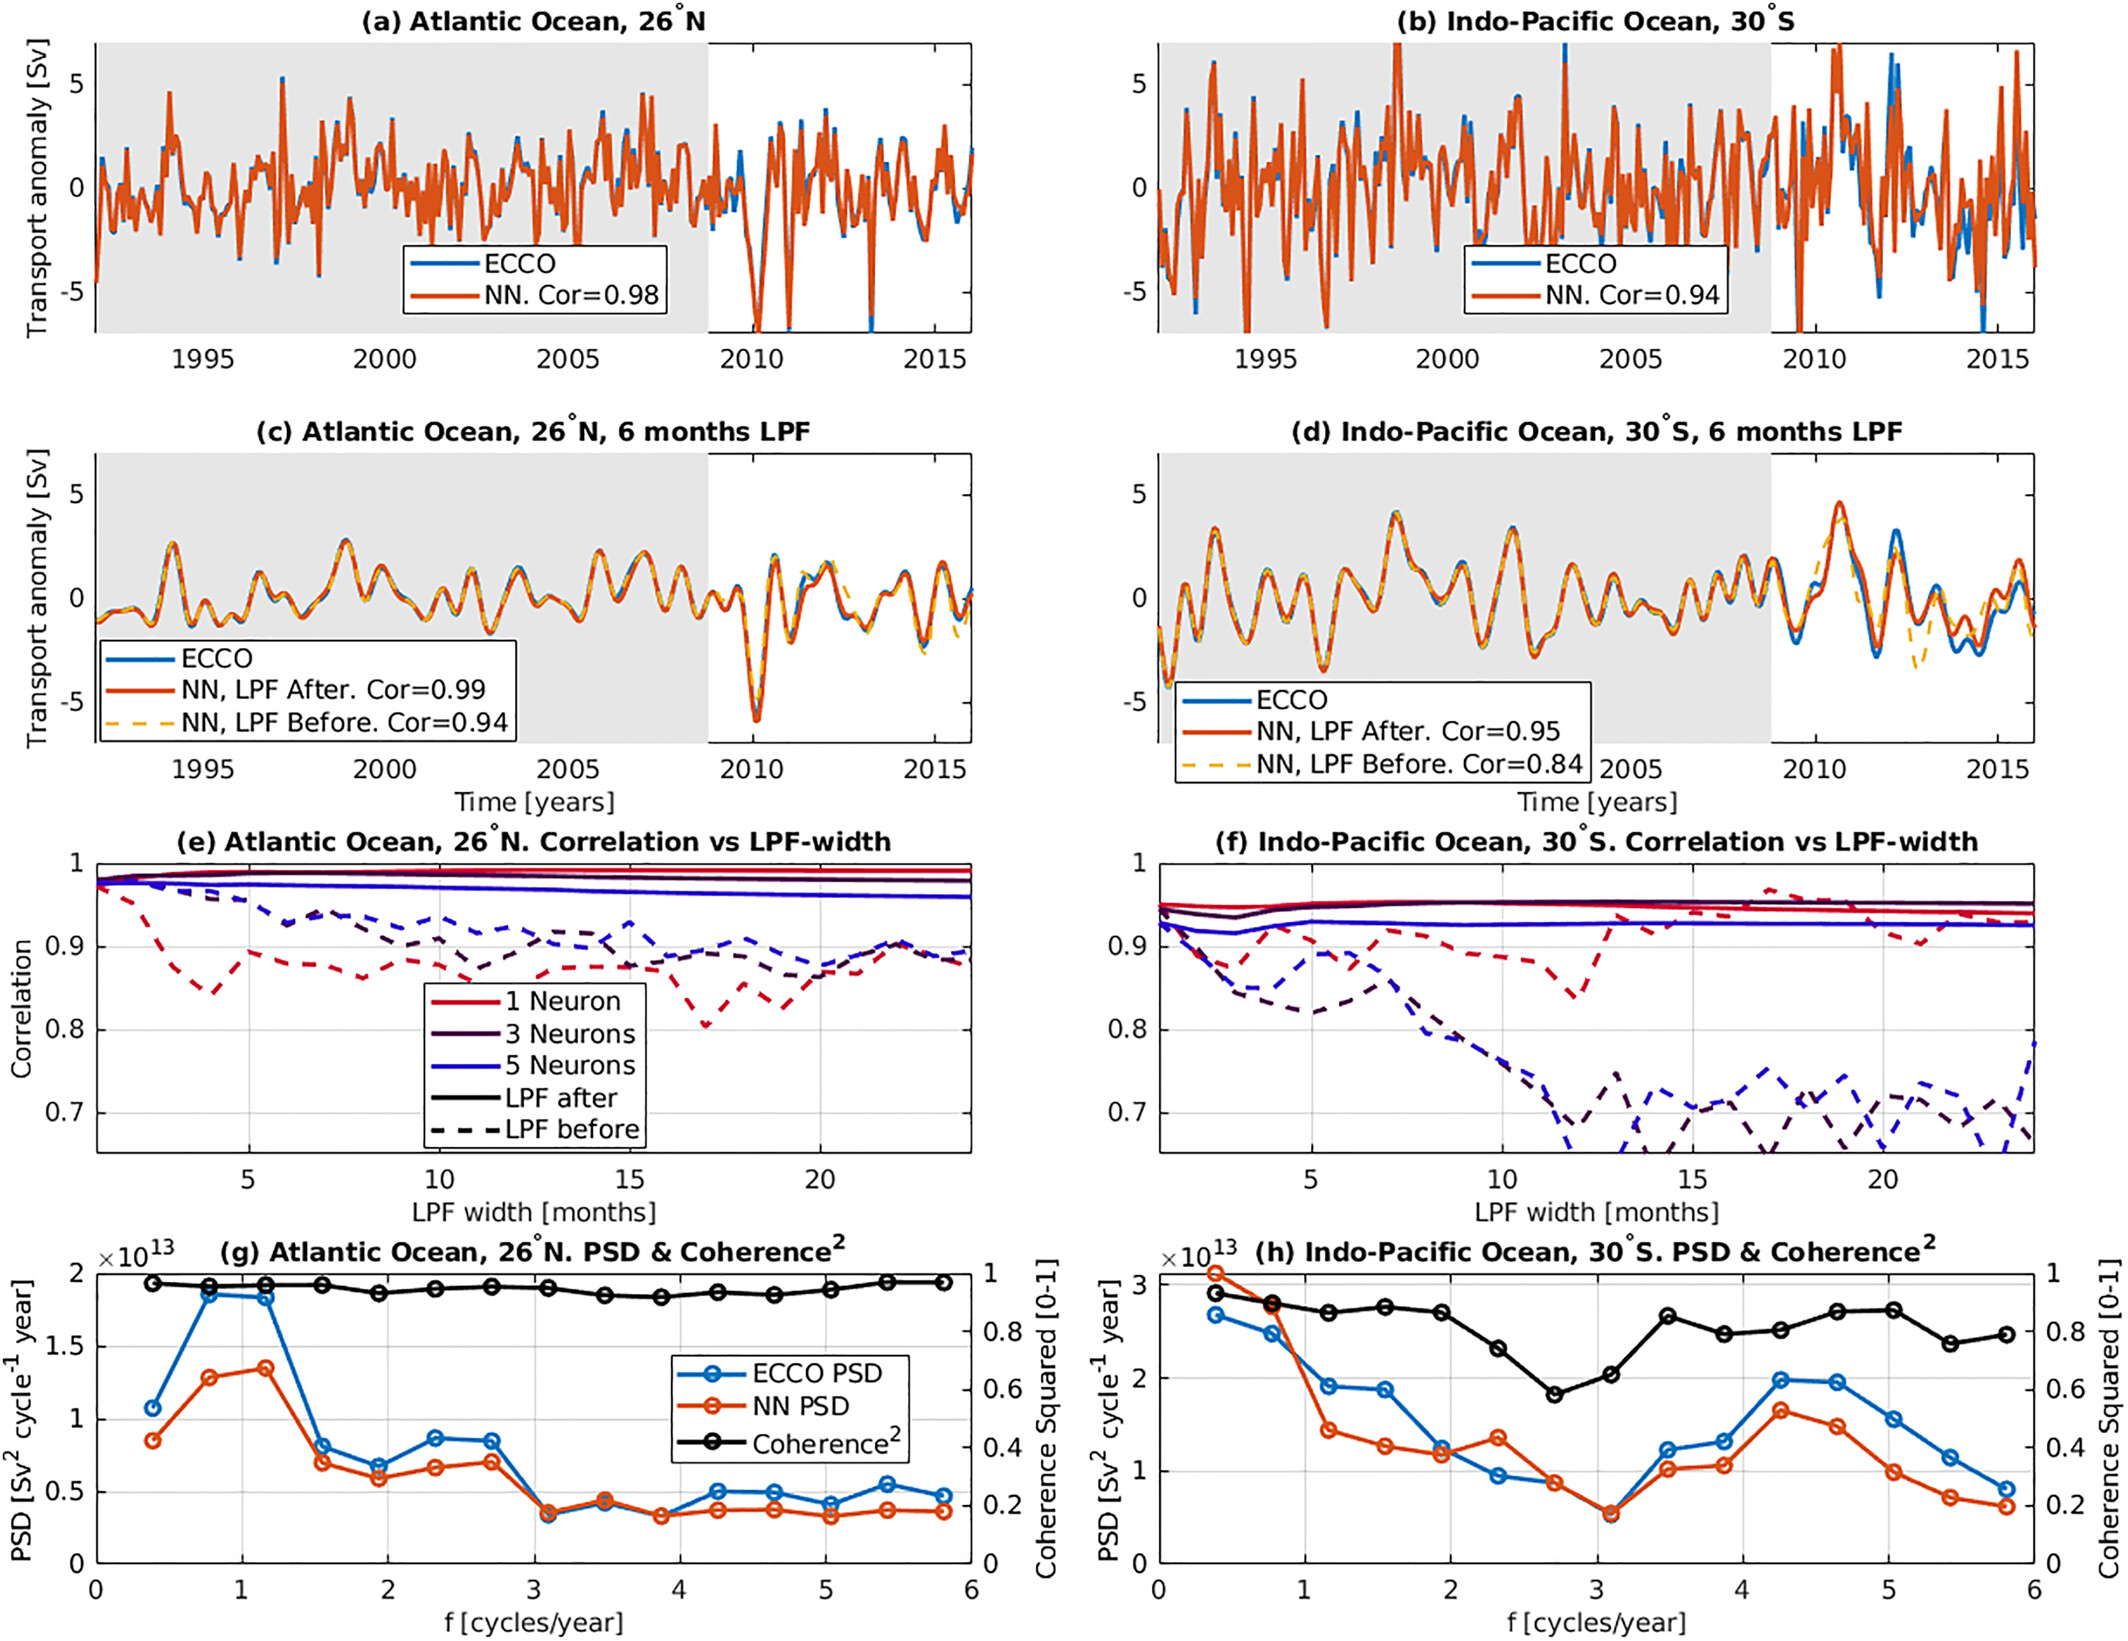 (a) Atlantic Ocean, 26°N
Transport anomaly [Sv]
5
0
-5
ECCO
NN. Cor=0.98
1995 2000 2005 2010 2015
(b) Indo-Pacific Ocean, 30°S
5
0
-5
ECCO
NN. Cor=0.94
1995 2000 2005 2010 2015
(c) Atlantic Ocean, 26°N, 6 months LPF
Transport anomaly [Sv]
5
0
-5
ECCO
NN, LPF After. Cor=0.99
NN, LPF Before. Cor=0.94
1995 2000 2005 2010 2015
Time [years]
(d) Indo-Pacific Ocean, 30°S, 6 months LPF
5
0
-5
ECCO
NN, LPF After. Cor=0.95
NN, LPF Before. Cor=0.84
2005 2010 2015
Time [years]
(e) Atlantic Ocean, 26°N. Correlation vs LPF-width
Correlation
1
0.9
0.8
0.7
1 Neuron
3 Neurons
5 Neurons
LPF after
LPF before
5 10 15 20
LPF width [months]
(f) Indo-Pacific Ocean, 30°S. Correlation vs LPF-width
1
0.9
0.8
0.7
5 10 15 20
LPF width [months]
×10¹³
(g) Atlantic Ocean, 26°N. PSD & Coherence²
PSD [Sv² cycle⁻¹ year]
2
1.5
1
0.5
0
ECCO PSD
NN PSD
Coherence²
1
0.8
0.6
0.4
0.2
0
Coherence Squared [0-1]
0 1 2 3 4 5 6
f [cycles/year]
×10¹³
(h) Indo-Pacific Ocean, 30°S. PSD & Coherence²
PSD [Sv² cycle⁻¹ year]
3
2
1
0
1
0.8
0.6
0.4
0.2
0
Coherence Squared [0-1]
0 1 2 3 4 5 6
f [cycles/year]